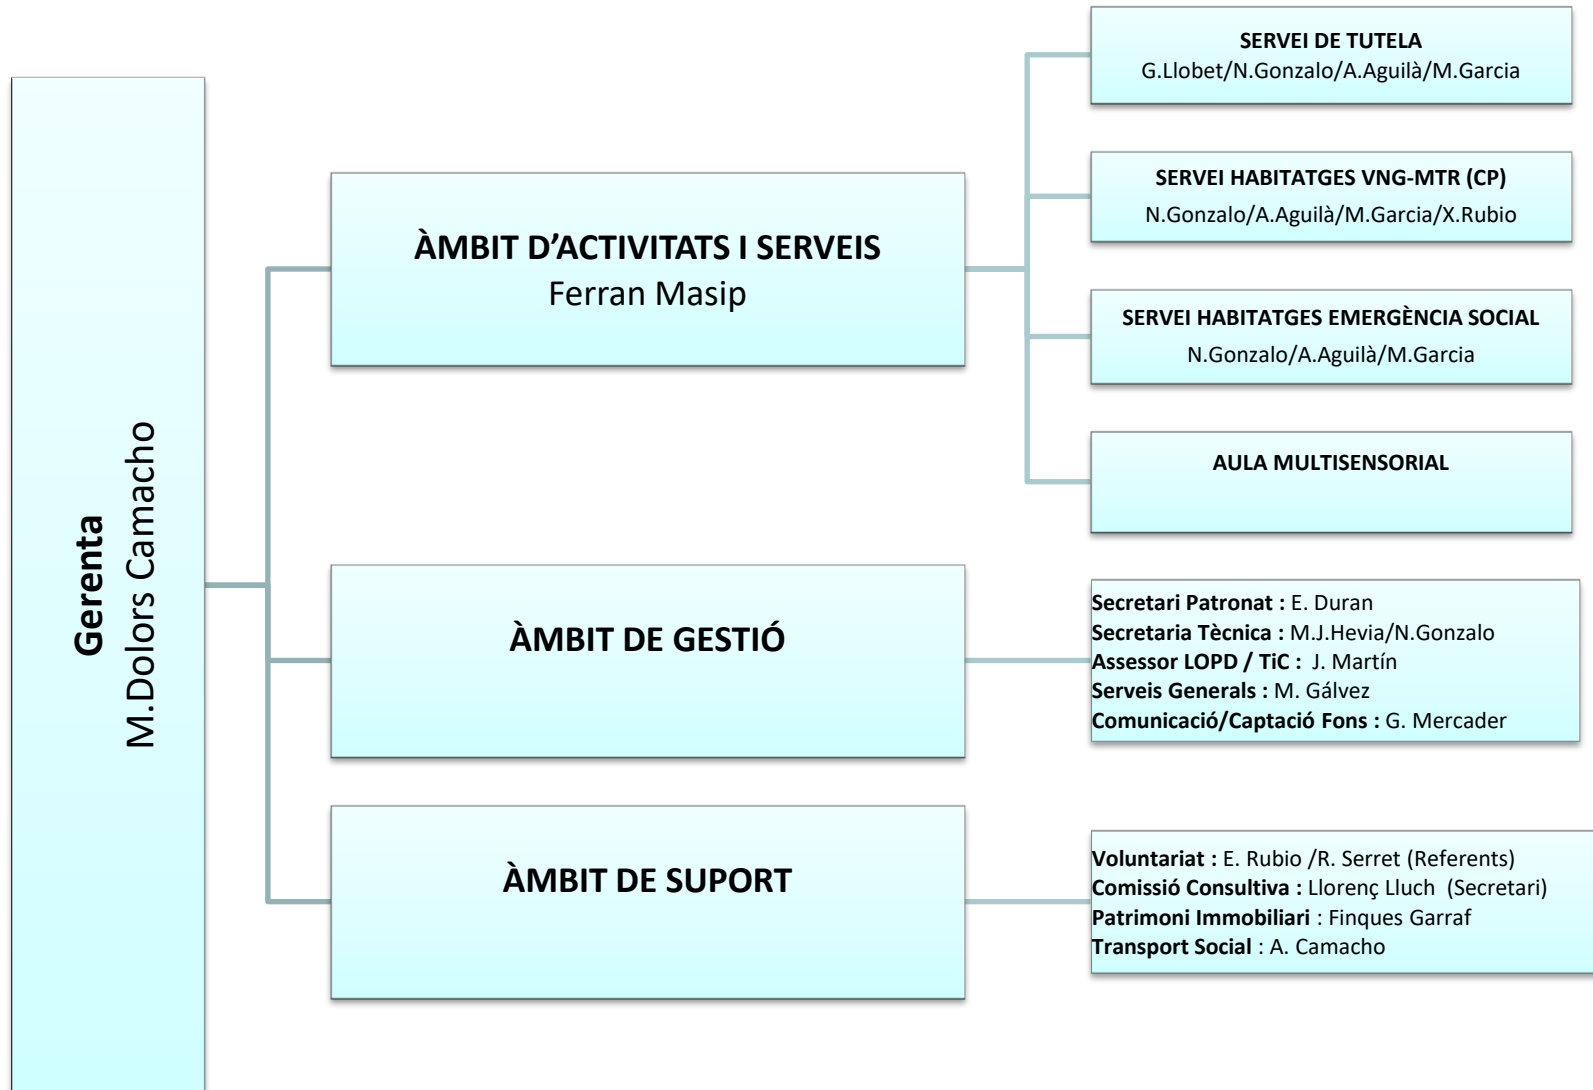 Gerenta
M.Dolors Camacho
ÀMBIT D’ACTIVITATS I SERVEIS
Ferran Masip
SERVEI DE TUTELA
G.Llobet/N.Gonzalo/A.Aguilà/M.Garcia
SERVEI HABITATGES VNG-MTR (CP)
N.Gonzalo/A.Aguilà/M.Garcia/X.Rubio
SERVEI HABITATGES EMERGÈNCIA SOCIAL
N.Gonzalo/A.Aguilà/M.Garcia
AULA MULTISENSORIAL
ÀMBIT DE GESTIÓ
Secretari Patronat : E. Duran
Secretaria Tècnica : M.J.Hevia/N.Gonzalo
Assessor LOPD / TiC : J. Martín
Serveis Generals : M. Gálvez
Comunicació/Captació Fons : G. Mercader
ÀMBIT DE SUPORT
Voluntariat : E. Rubio /R. Serret (Referents)
Comissió Consultiva : Llorenç Lluch (Secretari)
Patrimoni Immobiliari : Finques Garraf
Transport Social : A. Camacho